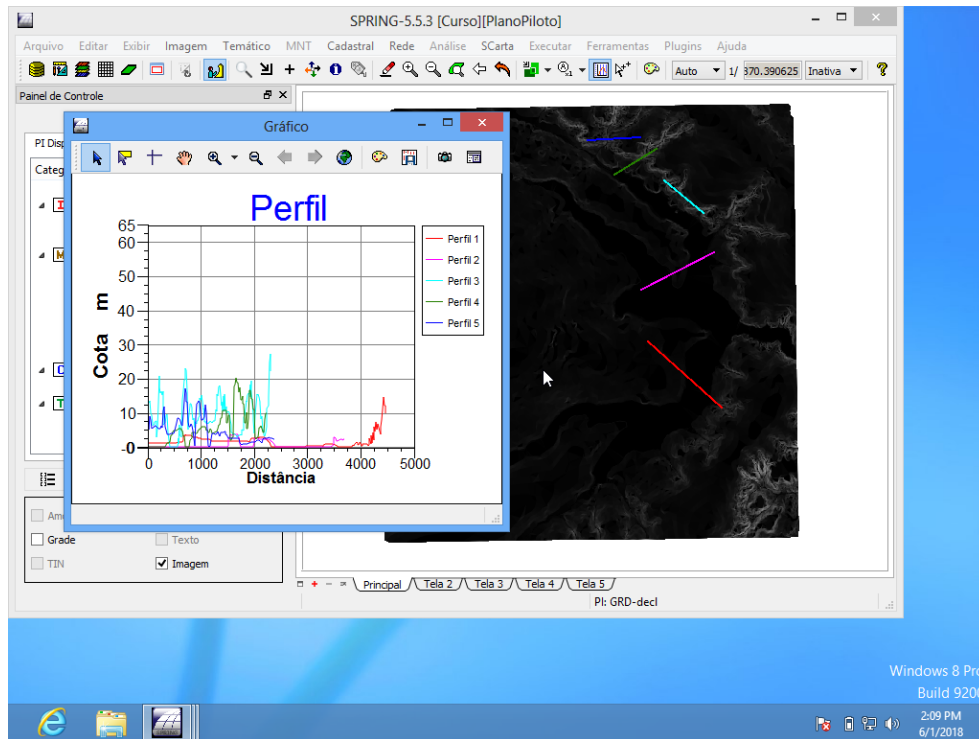 SPRING-5.5.3 [Curso][PlanoPiloto]
Arquivo Editar Exibir Imagem Temático MNT Cadastral Rede Análise SCarta Executar Ferramentas Plugins Ajuda
Auto 1/ 370.390625 Inativa
Painel de Controle
Gráfico
PI Disp
Categ
Perfil
65
60
50
40
30
20
10
-0
Cota m
0 1000 2000 3000 4000 5000
Distância
Perfil 1
Perfil 2
Perfil 3
Perfil 4
Perfil 5
Amo
Grade Texto
TIN Imagem
Principal Tela 2 Tela 3 Tela 4 Tela 5
PI: GRD-decl
Windows 8 Pro
Build 9200
2:09 PM
6/1/2018